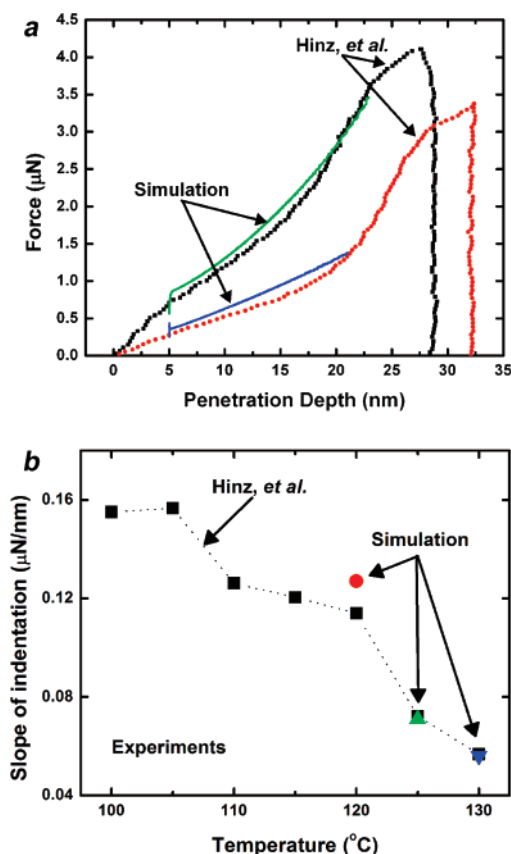 a
4.5
4.0
3.5
3.0
2.5
2.0
1.5
1.0
0.5
0.0
Force (μN)
Hinz, et al.
Simulation
0 5 10 15 20 25 30 35
Penetration Depth (nm)
b
0.16
0.12
0.08
0.04
Slope of indentation (μN/nm)
Hinz, et al.
Simulation
Experiments
100 110 120 130
Temperature (°C)